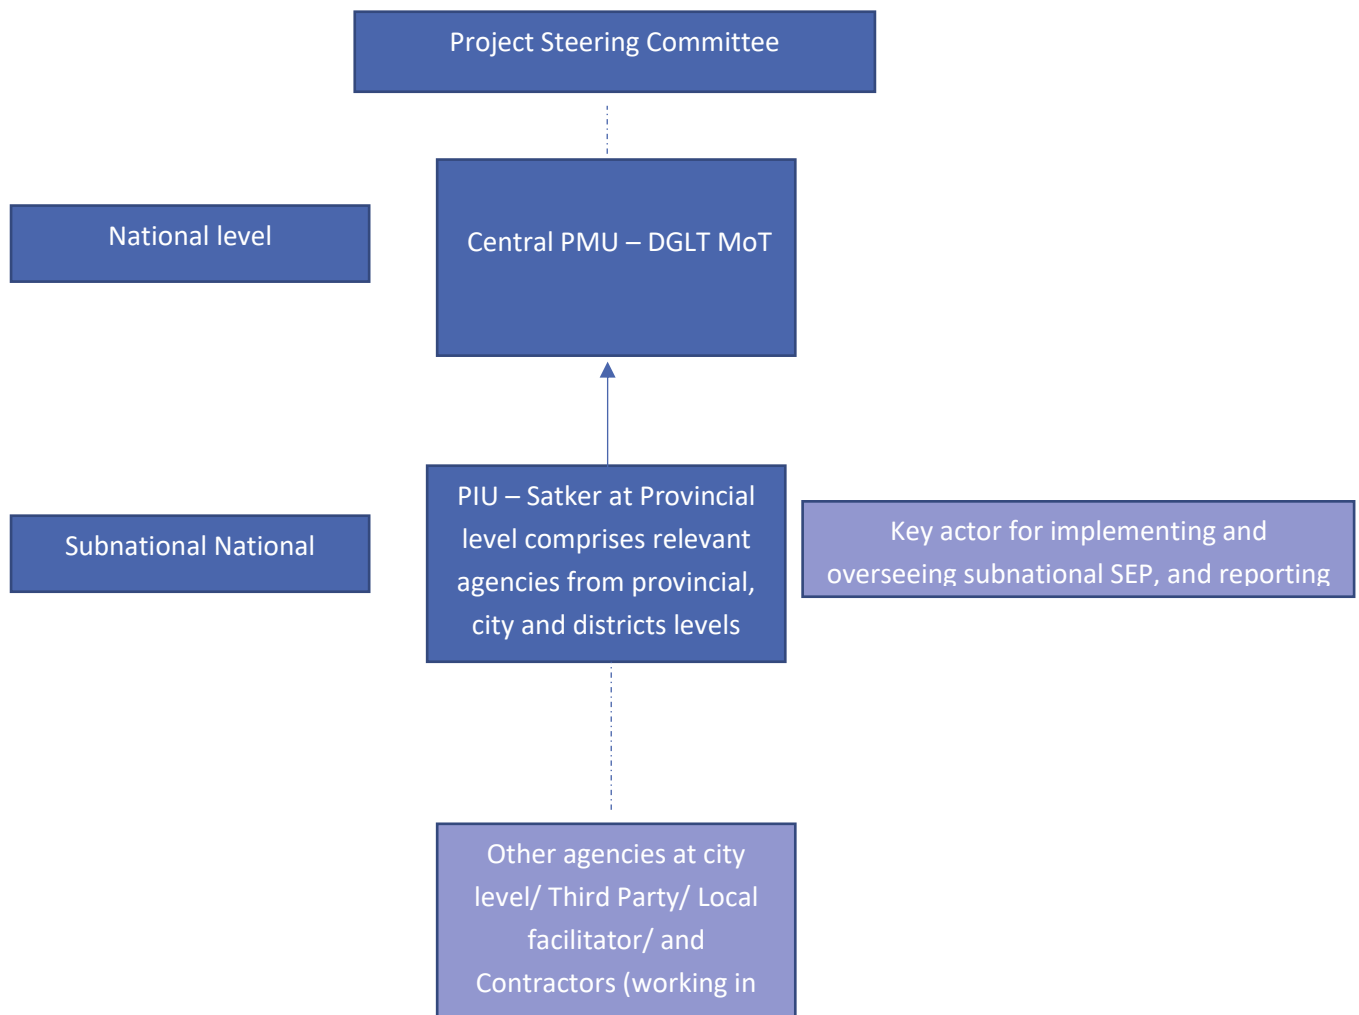 Project Steering Committee
National level
Central PMU – DGLT MoT
Subnational National
PIU – Satker at Provincial
level comprises relevant
agencies from provincial,
city and districts levels
Key actor for implementing and
overseeing subnational SEP, and reporting
Other agencies at city
level/ Third Party/ Local
facilitator/ and
Contractors (working in